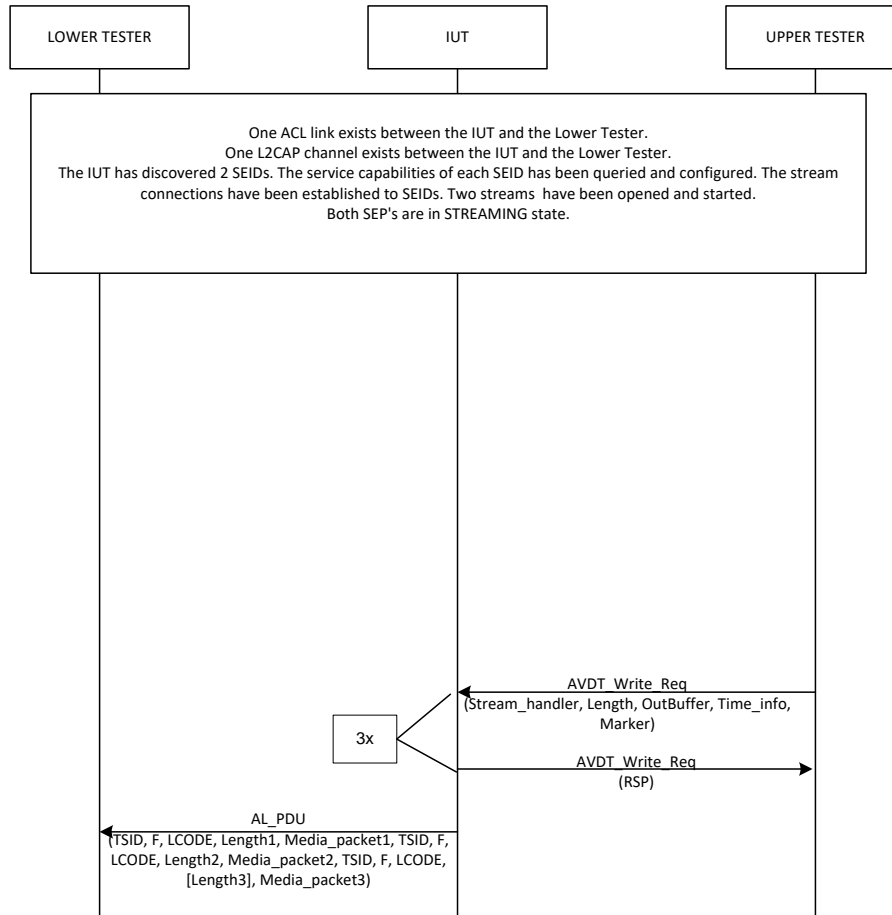 LOWER TESTER
IUT
UPPER TESTER
One ACL link exists between the IUT and the Lower Tester.
One L2CAP channel exists between the IUT and the Lower Tester.
The IUT has discovered 2 SEIDs. The service capabilities of each SEID has been queried and configured. The stream
connections have been established to SEIDs. Two streams  have been opened and started.
Both SEP's are in STREAMING state.
AVDT_Write_Req
(Stream_handler, Length, OutBuffer, Time_info,
Marker)
3x
AVDT_Write_Req
(RSP)
AL_PDU
(TSID, F, LCODE, Length1, Media_packet1, TSID, F,
LCODE, Length2, Media_packet2, TSID, F, LCODE,
[Length3], Media_packet3)